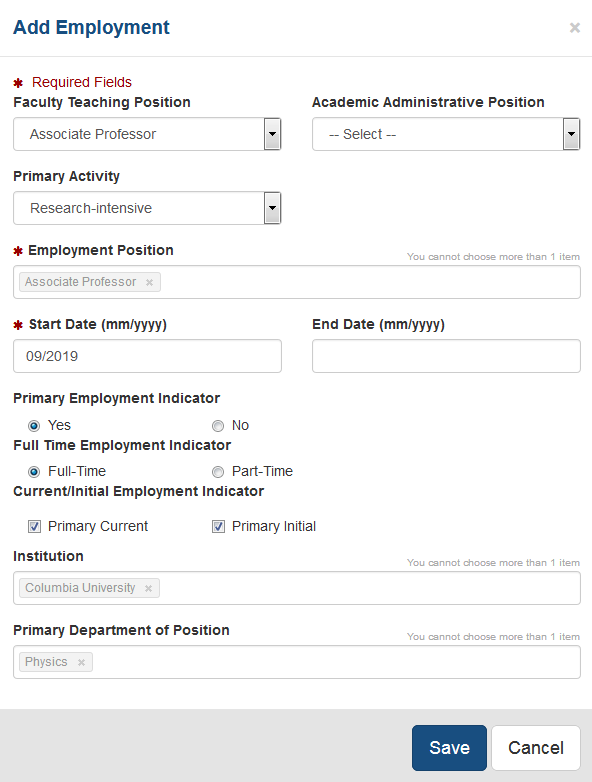 Add Employment ×
✱ Required Fields
Faculty Teaching Position Academic Administrative Position
Associate Professor -- Select --
Primary Activity
Research-intensive
✱ Employment Position You cannot choose more than 1 item
Associate Professor ×
✱ Start Date (mm/yyyy) End Date (mm/yyyy)
09/2019
Primary Employment Indicator
Yes No
Full Time Employment Indicator
Full-Time Part-Time
Current/Initial Employment Indicator
Primary Current Primary Initial
Institution You cannot choose more than 1 item
Columbia University ×
Primary Department of Position You cannot choose more than 1 item
Physics ×
Save Cancel